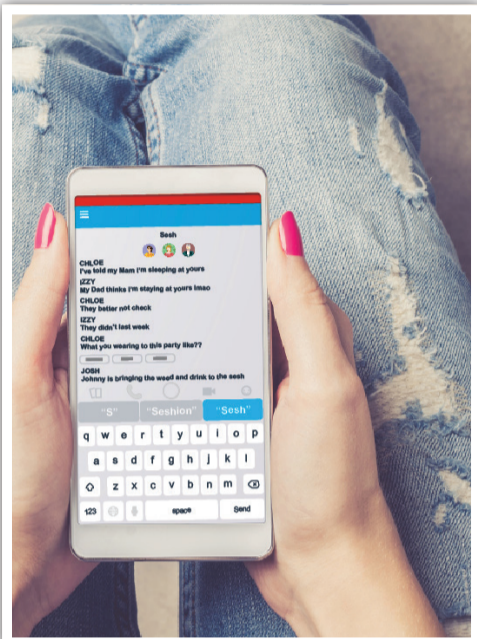 Sesh
CHLOE
I've told my Mam I'm sleeping at yours
IZZY
My Dad thinks I'm staying at yours lmao
CHLOE
They better not check
IZZY
They didn't last week
CHLOE
What you wearing to this party like??
JOSH
Johnny is bringing the weed and drink to the sesh
"S" "Seshion" "Sesh"
q w e r t y u i o p
a s d f g h j k l
z x c v b n m
123 space Send